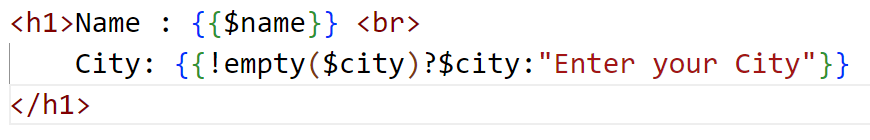 <h1>Name : {{$name}} <br>
City: {{!empty($city)?$city:"Enter your City"}}
</h1>